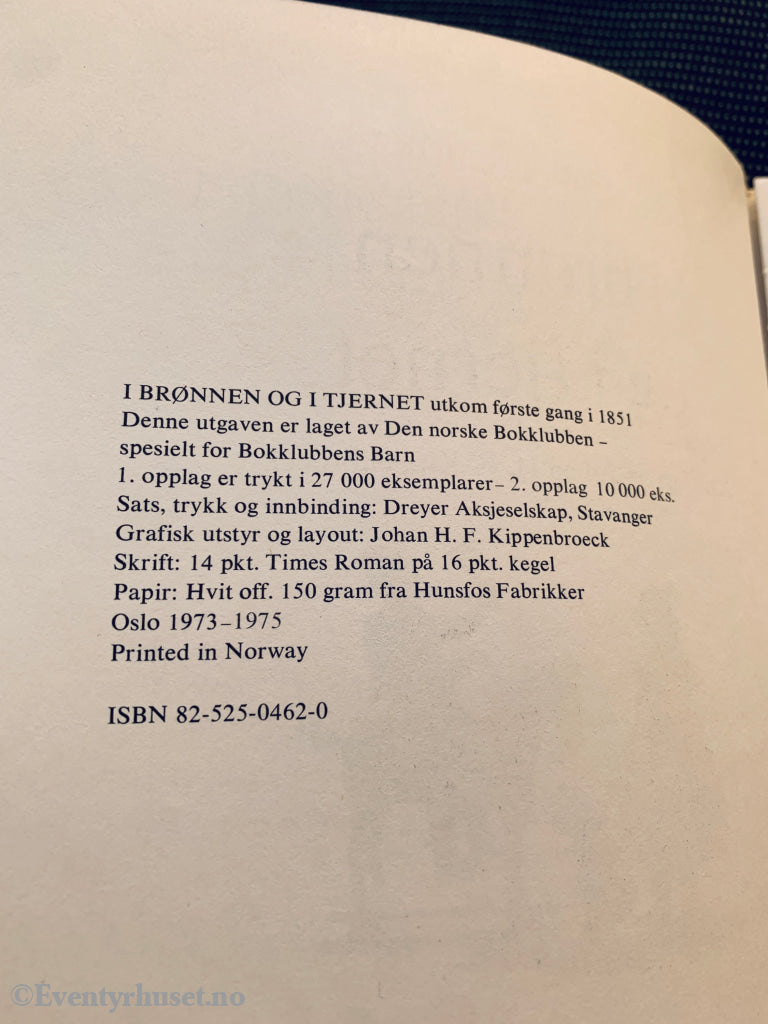 I BRØNNEN OG I TJERNET utkom første gang i 1851
Denne utgaven er laget av Den norske Bokklubben –
spesielt for Bokklubbens Barn
1. opplag er trykt i 27 000 eksemplarer – 2. opplag 10 000 eks.
Sats, trykk og innbinding: Dreyer Aksjeselskap, Stavanger
Grafisk utstyr og layout: Johan H. F. Kippenbroeck
Skrift: 14 pkt. Times Roman på 16 pkt. kegel
Papir: Hvit off. 150 gram fra Hunsfos Fabrikker
Oslo 1973–1975
Printed in Norway
ISBN 82-525-0462-0
©Eventyrhuset.no